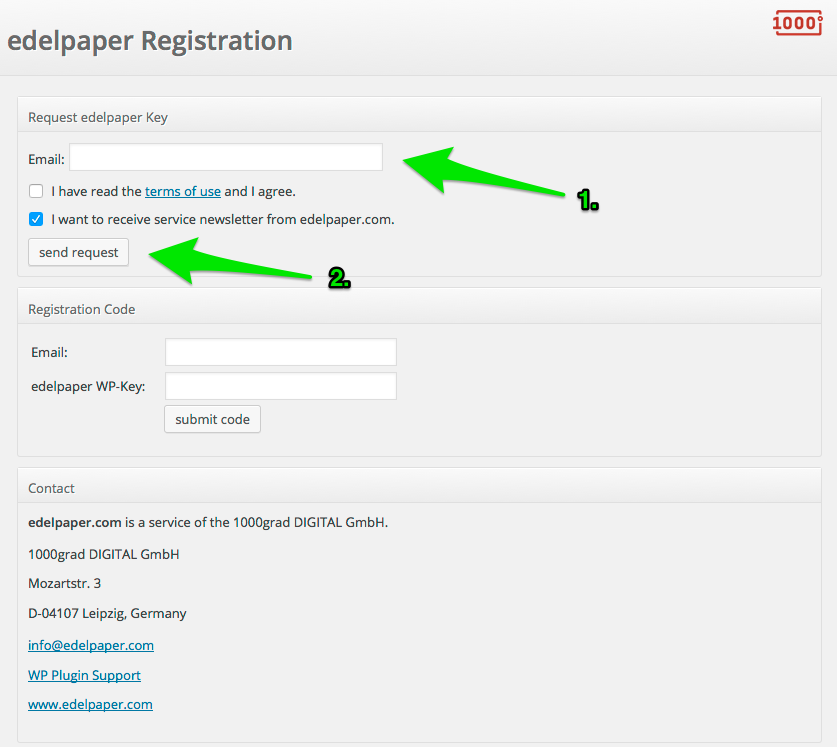 1000°
edelpaper Registration
Request edelpaper Key
Email:
I have read the terms of use and I agree.
1.
I want to receive service newsletter from edelpaper.com.
send request
2.
Registration Code
Email:
edelpaper WP-Key:
submit code
Contact
edelpaper.com is a service of the 1000grad DIGITAL GmbH.
1000grad DIGITAL GmbH
Mozartstr. 3
D-04107 Leipzig, Germany
info@edelpaper.com
WP Plugin Support
www.edelpaper.com